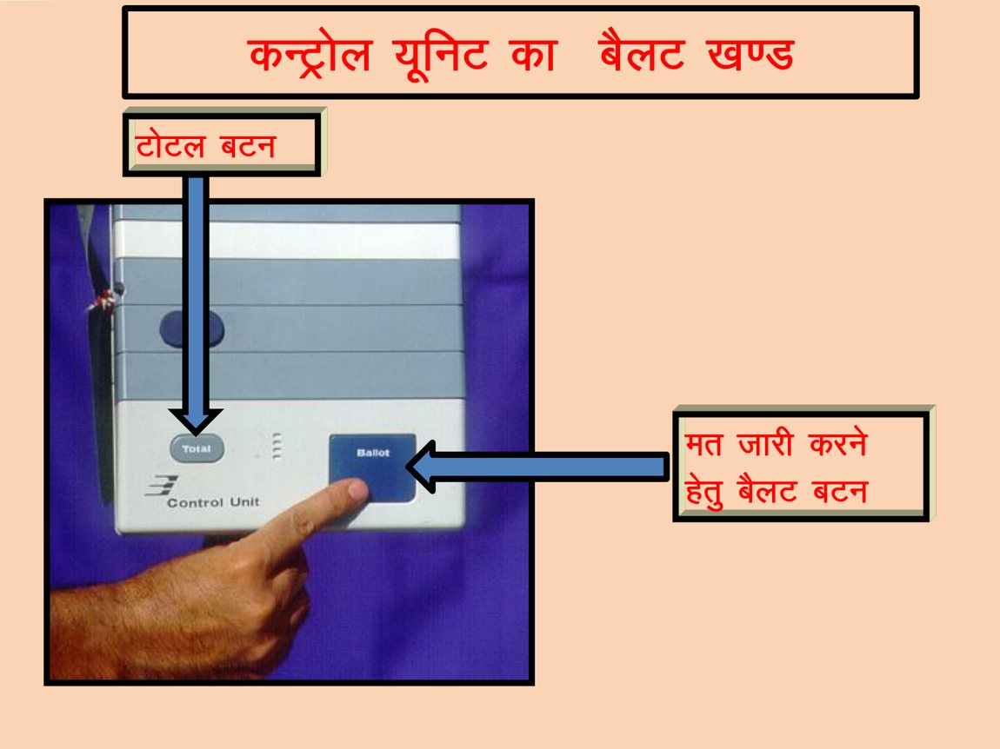 कन्ट्रोल यूनिट का बैलट खण्ड
टोटल बटन
Total
Ballot
Control Unit
मत जारी करने
हेतु बैलट बटन